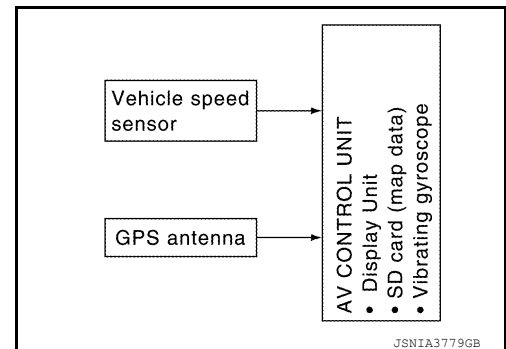 Vehicle speed
sensor
GPS antenna
AV CONTROL UNIT
• Display Unit
• SD card (map data)
• Vibrating gyroscope
JSNIA3779GB